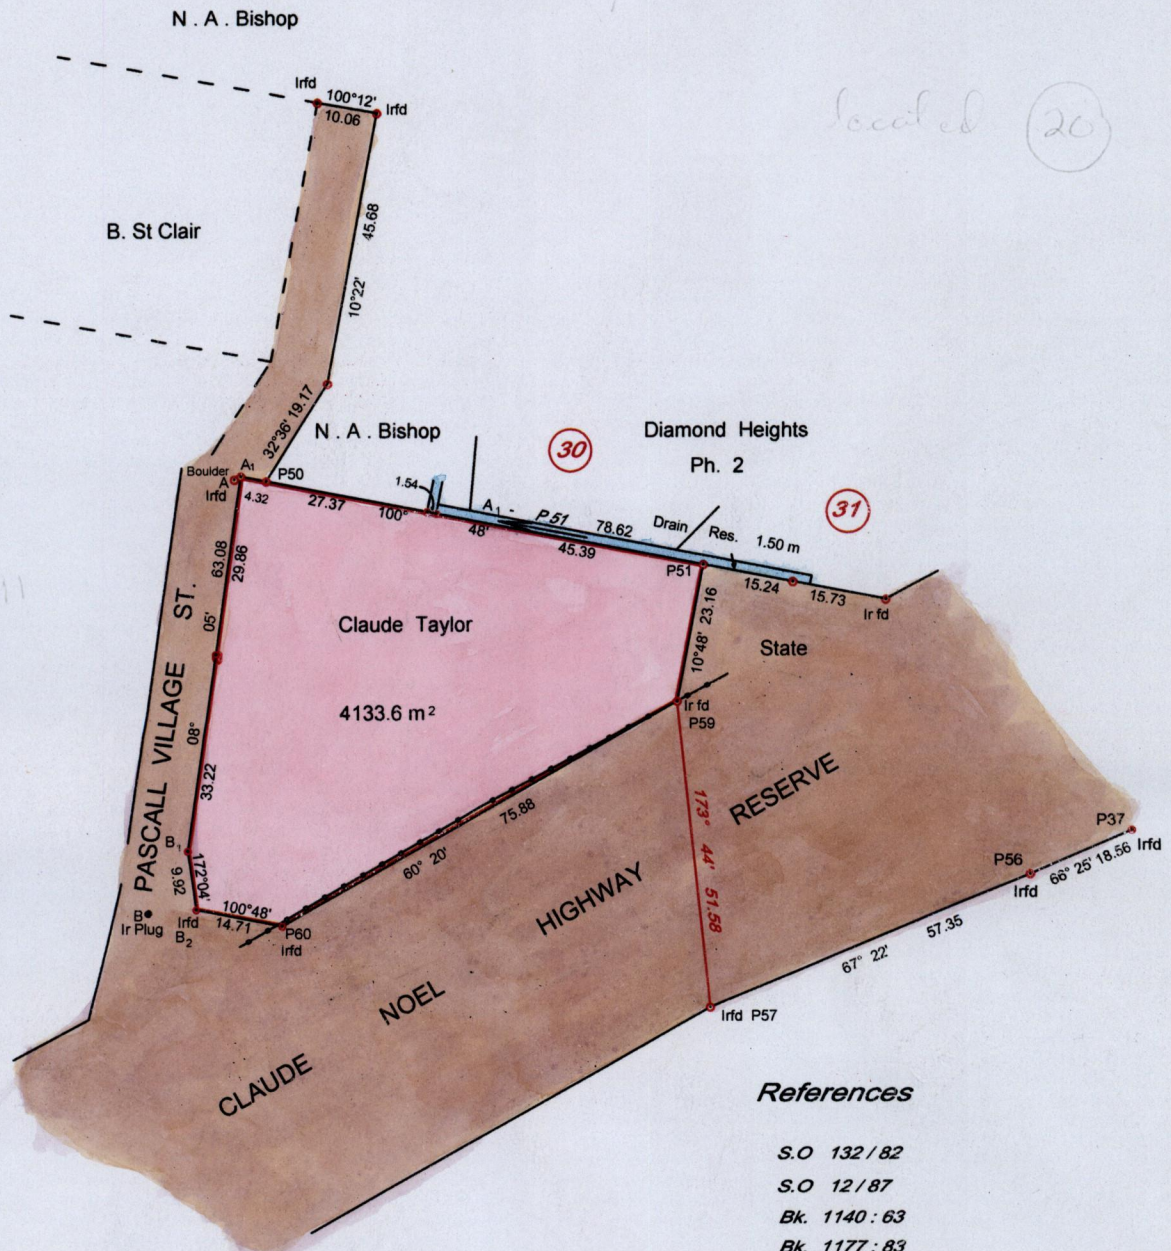 N . A . Bishop
Irfd
100°12'
Irfd
10.06
located 20
45.68
B. St Clair
10°22'
32°36' 19.17
N . A . Bishop
30
Diamond Heights
Ph. 2
Boulder
A1
A
Irfd
P50
4.32
27.37
1.54
100°
48'
A1 - P51
78.62
45.39
Drain Res. 1.50 m
31
P51
15.24
15.73
Ir fd
63.08
29.86
05'
23.16
10°48'
State
Claude Taylor
4133.6 m²
Ir fd
P59
08°
33.22
PASCALL VILLAGE ST.
75.88
60° 20'
173° 44' 51.58
CLAUDE NOEL HIGHWAY RESERVE
P37
Irfd
P56
Irfd
66° 25' 18.56
B1
9.92
172°04'
B
Ir Plug
Irfd
B2
100°48'
14.71
P60
Irfd
57.35
67° 22'
Irfd P57
References
S.O 132 / 82
S.O 12 / 87
Bk. 1140 : 63
Bk. 1177 : 83